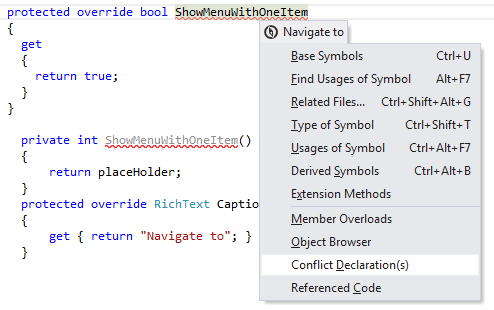 protected override bool ShowMenuWithOneItem
{
Navigate to
get
Base Symbols Ctrl+U
{
Find Usages of Symbol Alt+F7
return true;
Related Files... Ctrl+Shift+Alt+G
}
}
Type of Symbol Ctrl+Shift+T
private int ShowMenuWithOneItem()
Usages of Symbol Ctrl+Alt+F7
{
Derived Symbols Ctrl+Alt+B
return placeHolder;
Extension Methods
}
protected override RichText Captio
Member Overloads
{
get { return "Navigate to"; }
Object Browser
}
Conflict Declaration(s)
Referenced Code